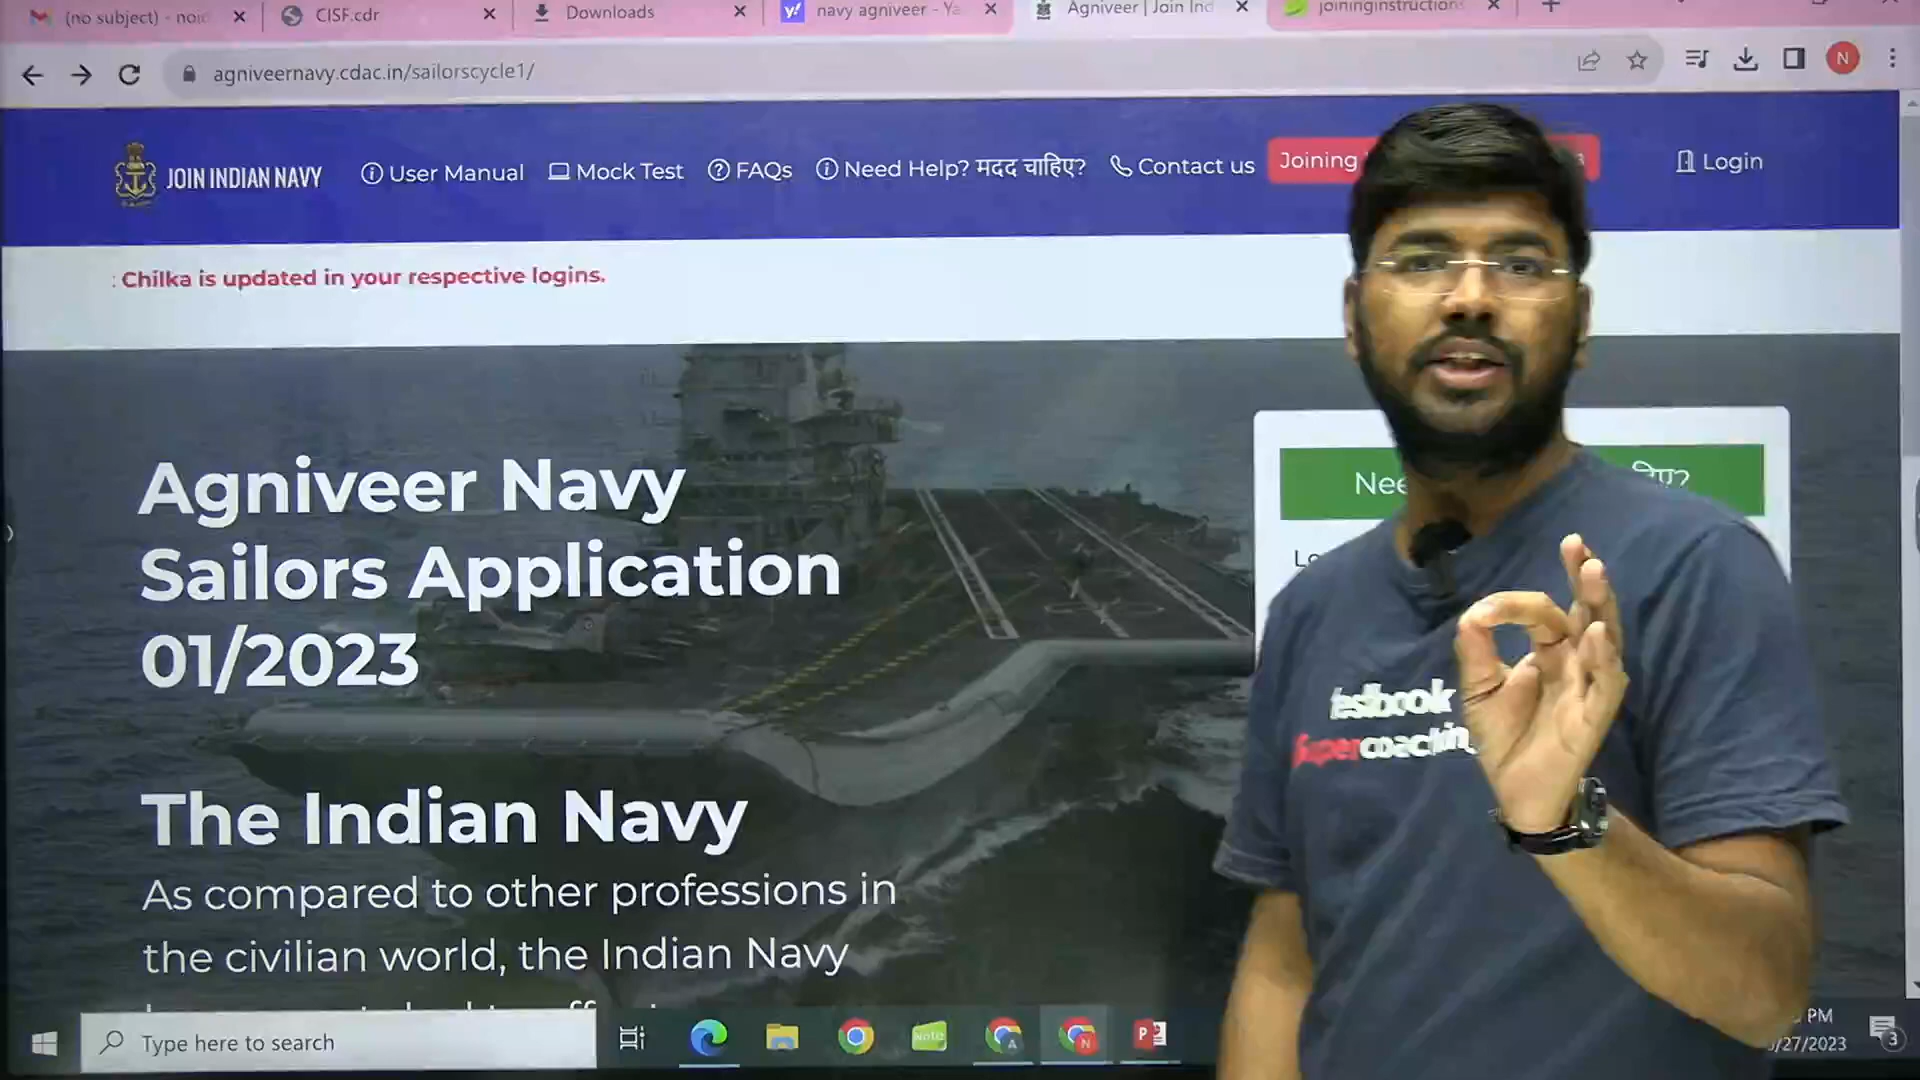 (no subject) - noid
CISF.cdr
Downloads
navy agniveer - Ya
Agniveer | Join Ind
joininginstructions
agniveernavy.cdac.in/sailorscycle1/
N
JOIN INDIAN NAVY
User Manual
Mock Test
FAQs
Need Help? मदद चाहिए?
Contact us
Joining
Login
: Chilka is updated in your respective logins.
Agniveer Navy
Sailors Application
01/2023
The Indian Navy
As compared to other professions in
the civilian world, the Indian Navy
Nee
testbook
Supercoachin
Type here to search
Note
A
N
P
PM
/27/2023
3